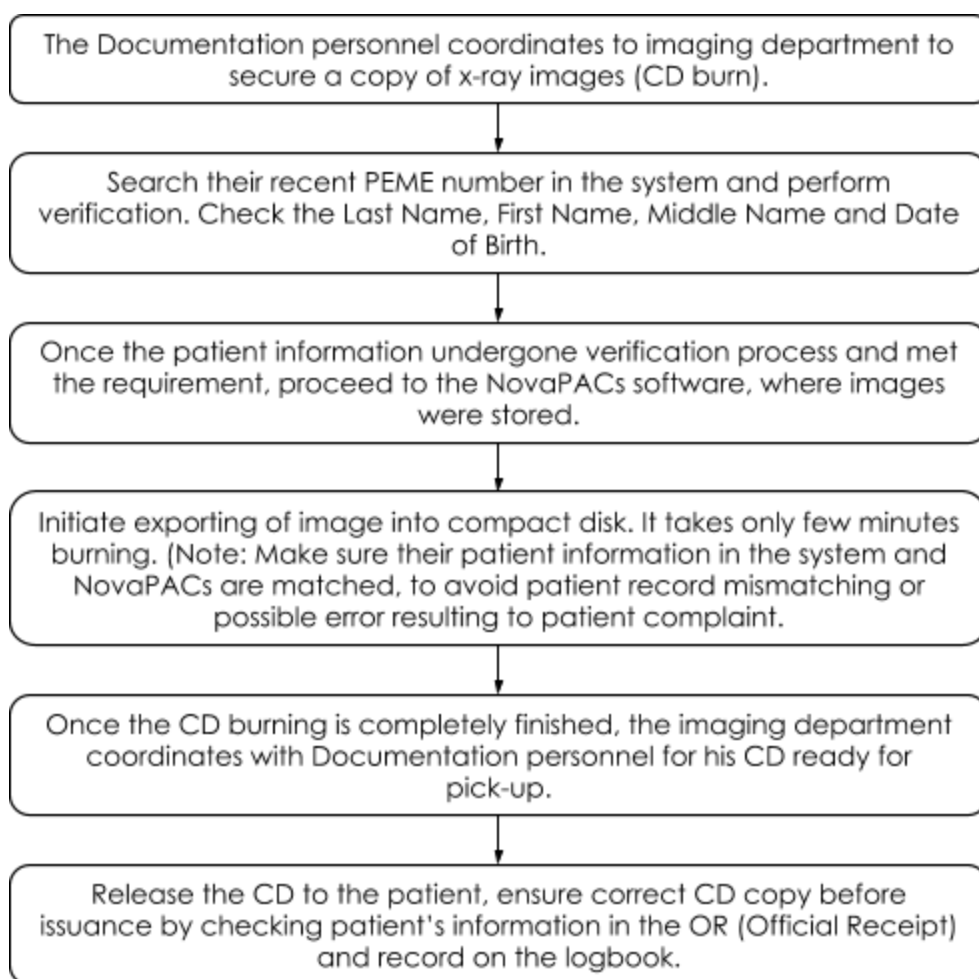 The Documentation personnel coordinates to imaging department to
secure a copy of x-ray images (CD burn).
Search their recent PEME number in the system and perform
verification. Check the Last Name, First Name, Middle Name and Date
of Birth.
Once the patient information undergone verification process and met
the requirement, proceed to the NovaPACs software, where images
were stored.
Initiate exporting of image into compact disk. It takes only few minutes
burning. (Note: Make sure their patient information in the system and
NovaPACs are matched, to avoid patient record mismatching or
possible error resulting to patient complaint.
Once the CD burning is completely finished, the imaging department
coordinates with Documentation personnel for his CD ready for
pick-up.
Release the CD to the patient, ensure correct CD copy before
issuance by checking patient's information in the OR (Official Receipt)
and record on the logbook.